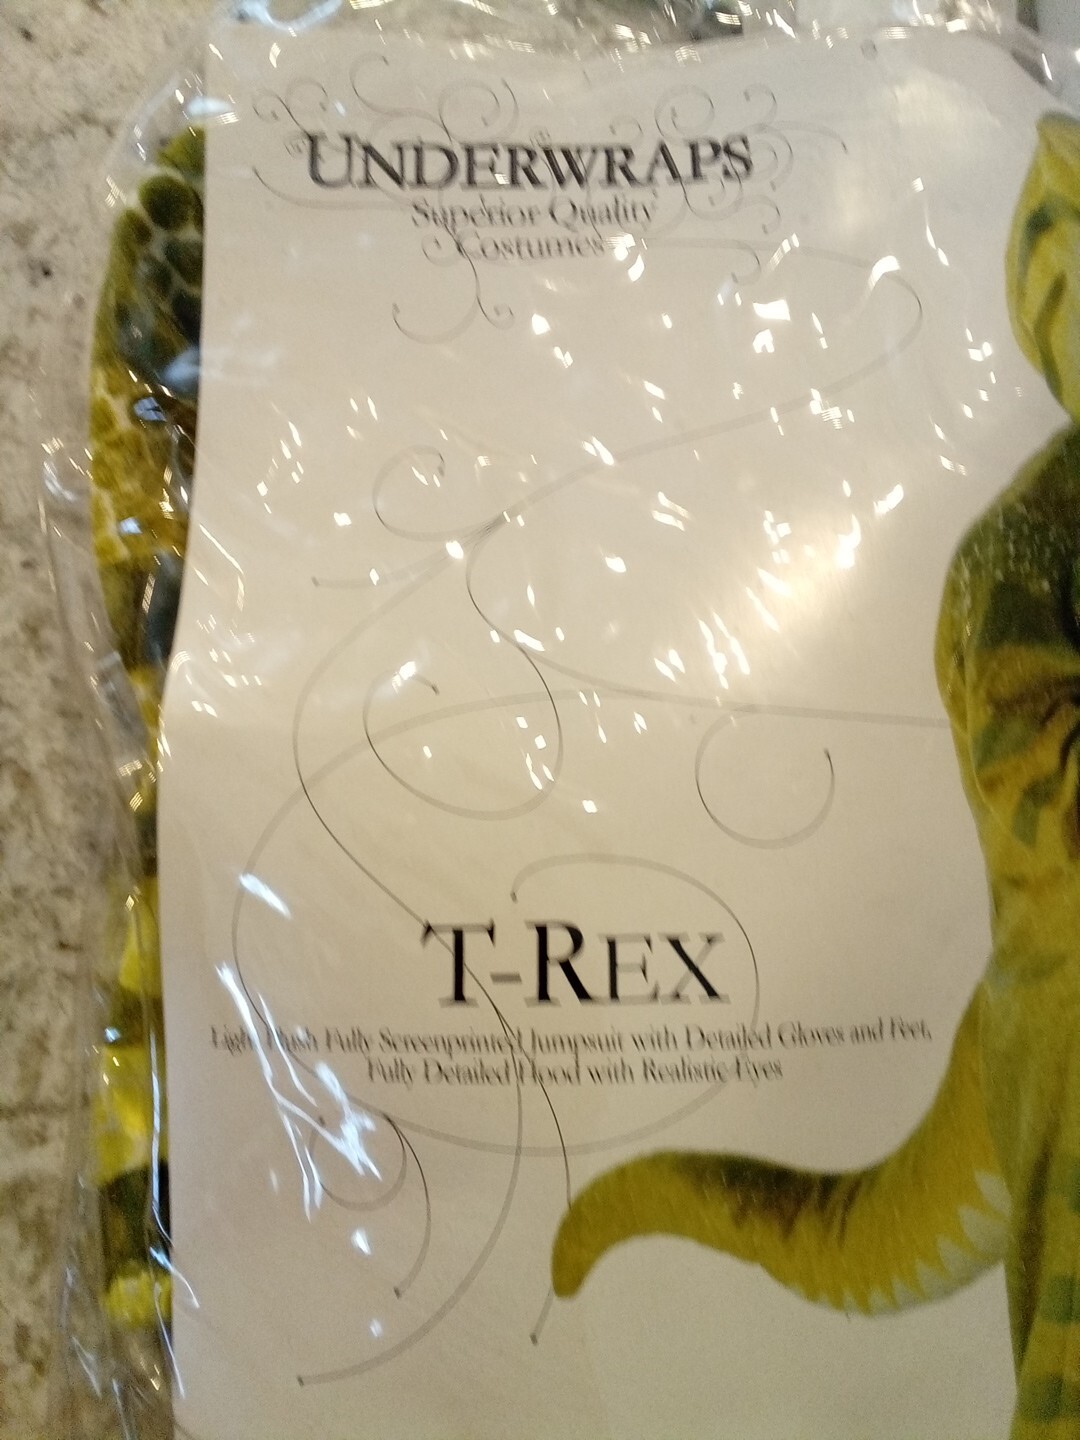 UNDERWRAPS
Superior Quality
Costumes
T-REX
Light Plush Fully Screenprinted Jumpsuit with Detailed Gloves and Feet,
Fully Detailed Hood with Realistic Eyes